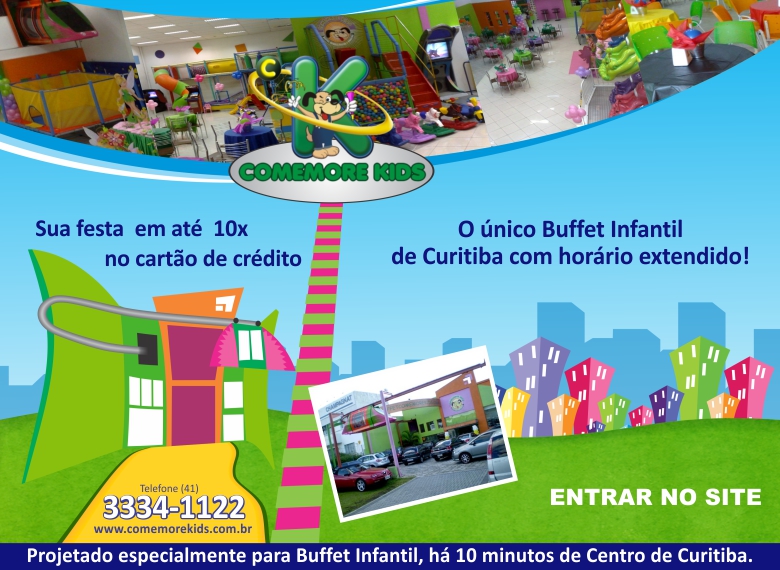 COMEMORE KIDS
Sua festa em até 10x
no cartão de crédito
O único Buffet Infantil
de Curitiba com horário extendido!
CHAMPAGNAT
ENTRAR NO SITE
Telefone (41)
3334-1122
www.comemorekids.com.br
Projetado especialmente para Buffet Infantil, há 10 minutos de Centro de Curitiba.